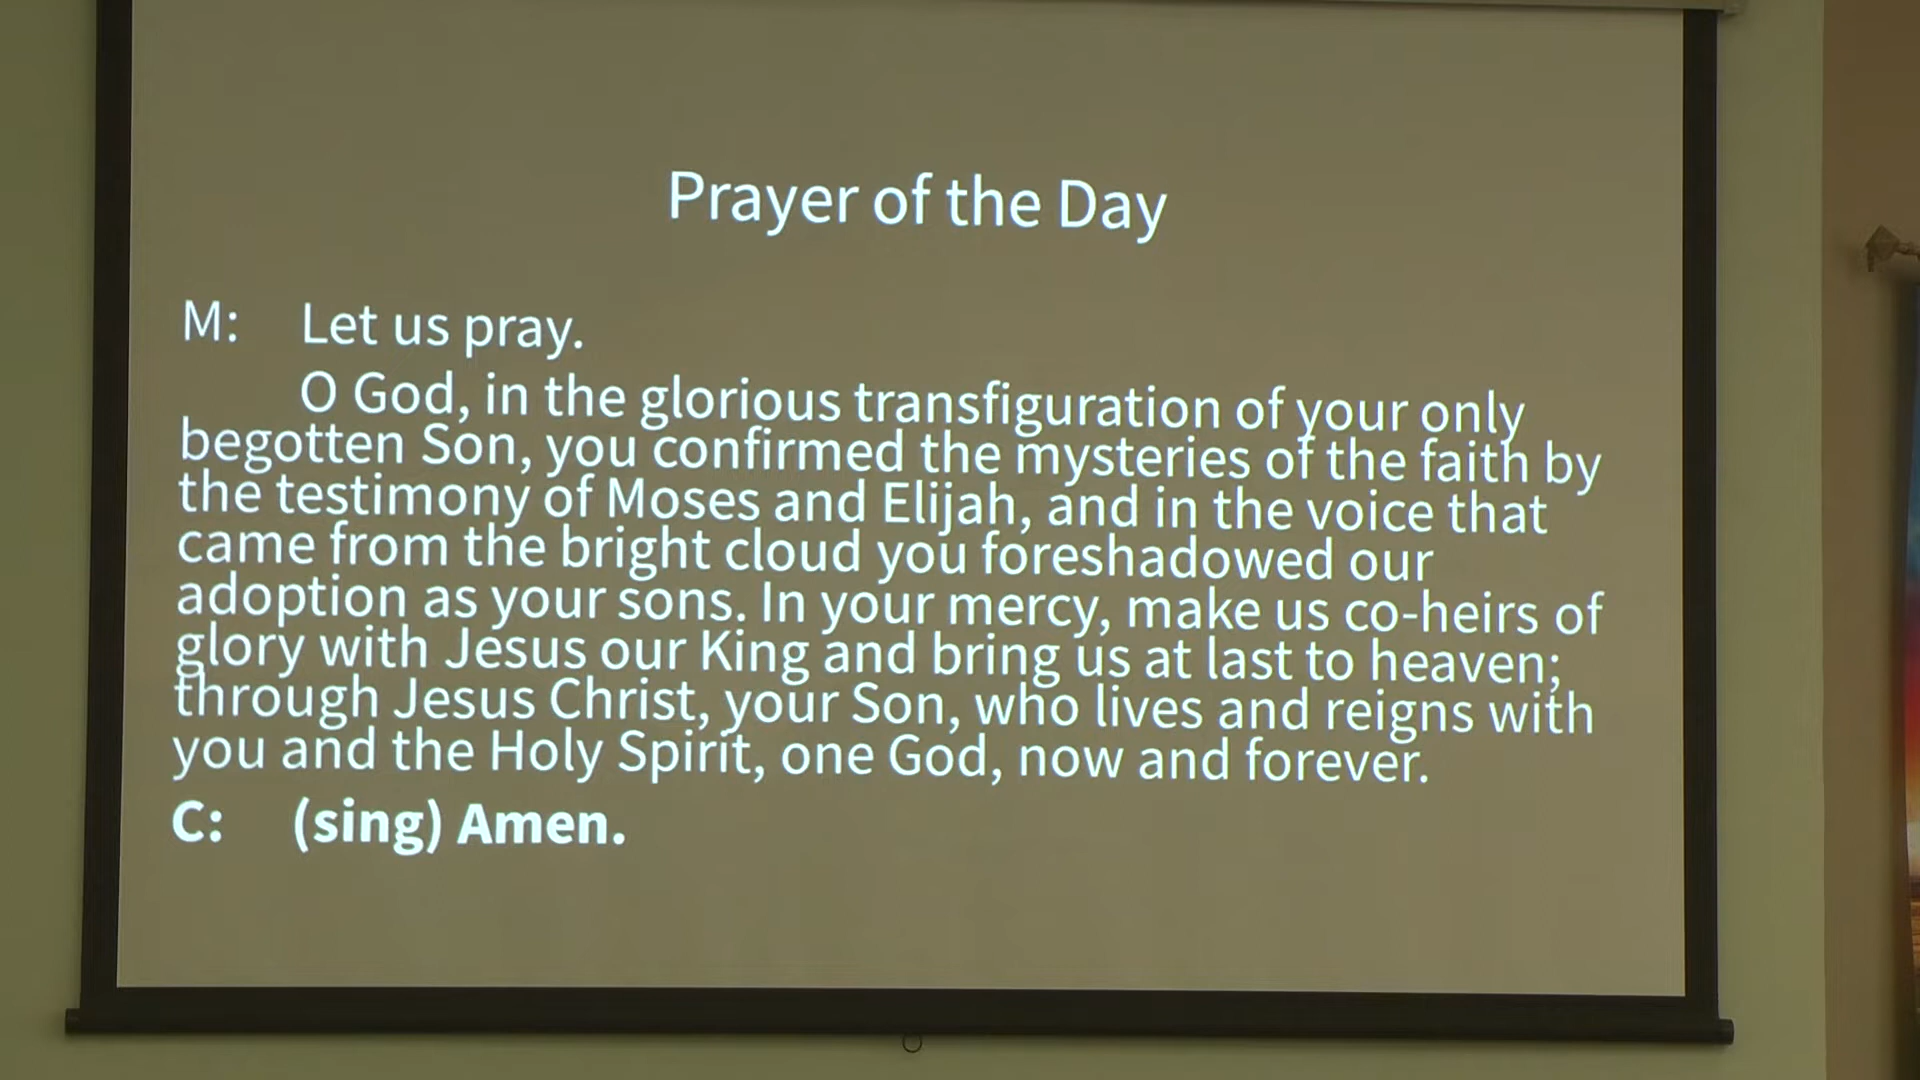 Prayer of the Day
M: Let us pray.
O God, in the glorious transfiguration of your only
begotten Son, you confirmed the mysteries of the faith by
the testimony of Moses and Elijah, and in the voice that
came from the bright cloud you foreshadowed our
adoption as your sons. In your mercy, make us co-heirs of
glory with Jesus our King and bring us at last to heaven;
through Jesus Christ, your Son, who lives and reigns with
you and the Holy Spirit, one God, now and forever.
C: (sing) Amen.